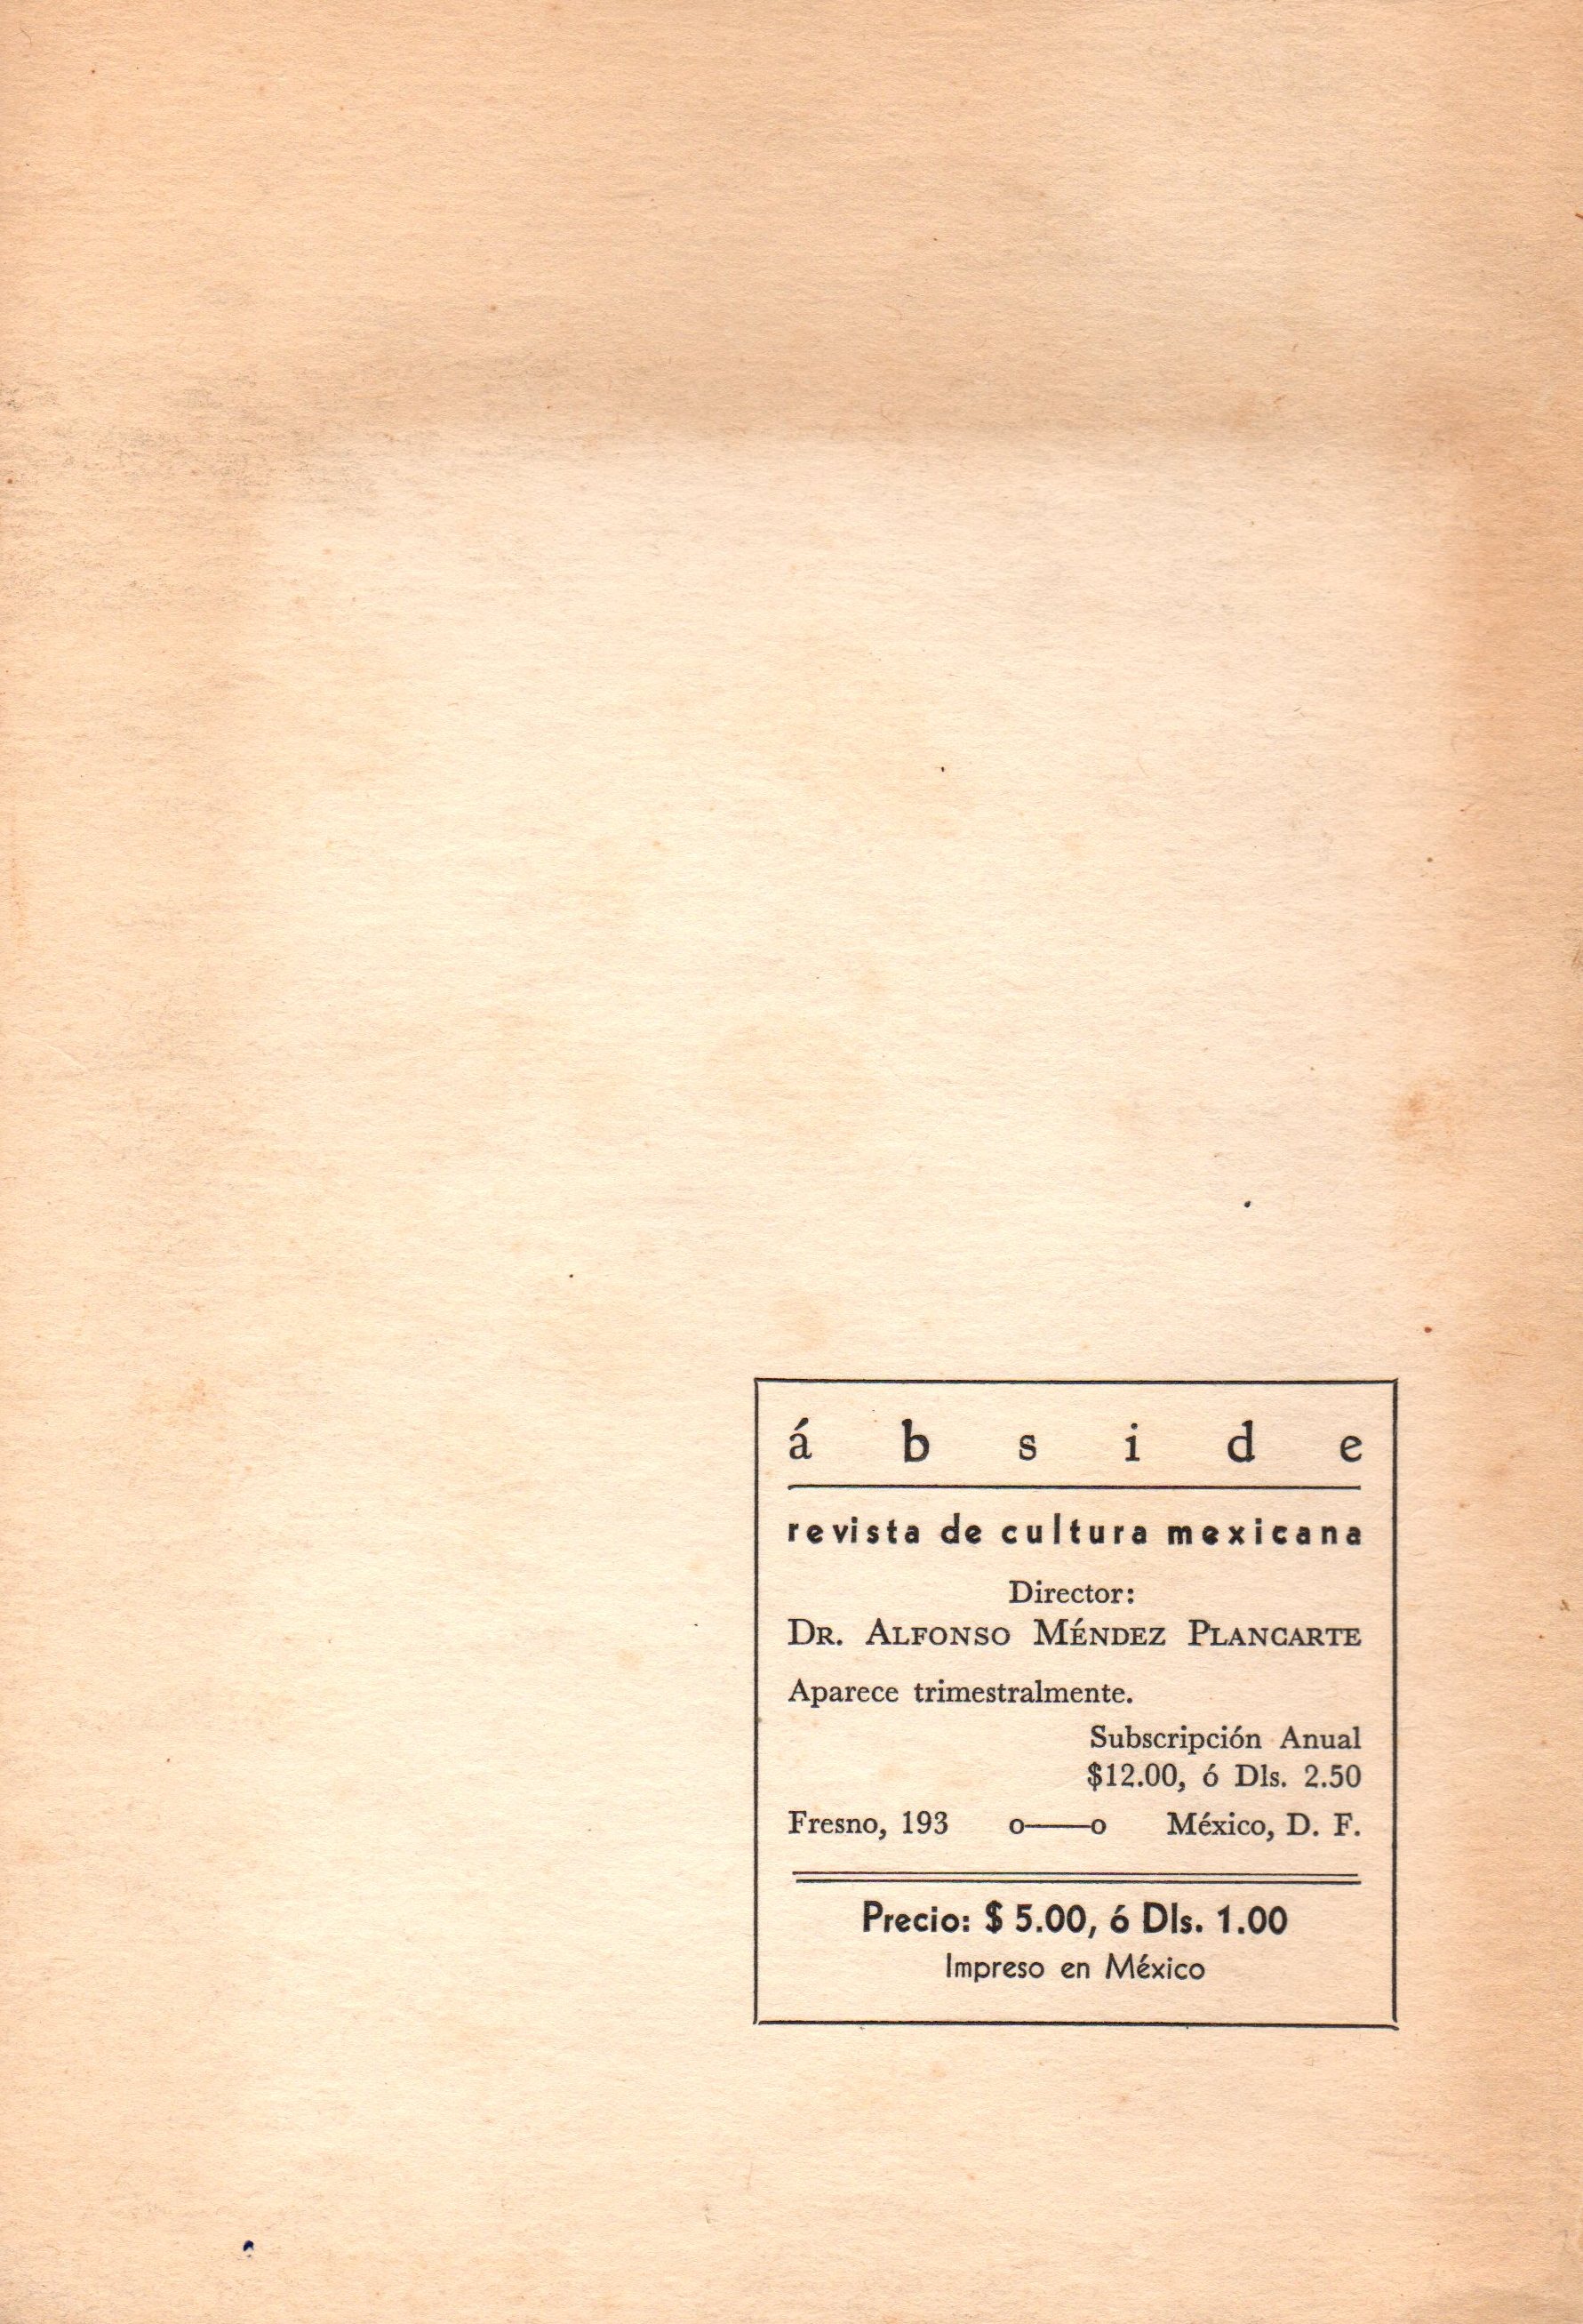 ábside
revista de cultura mexicana
Director:
Dr. Alfonso Méndez Plancarte
Aparece trimestralmente.
Subscripción Anual
$12.00, ó Dls. 2.50
Fresno, 193 o——o México, D. F.
Precio: $ 5.00, ó Dls. 1.00
Impreso en México